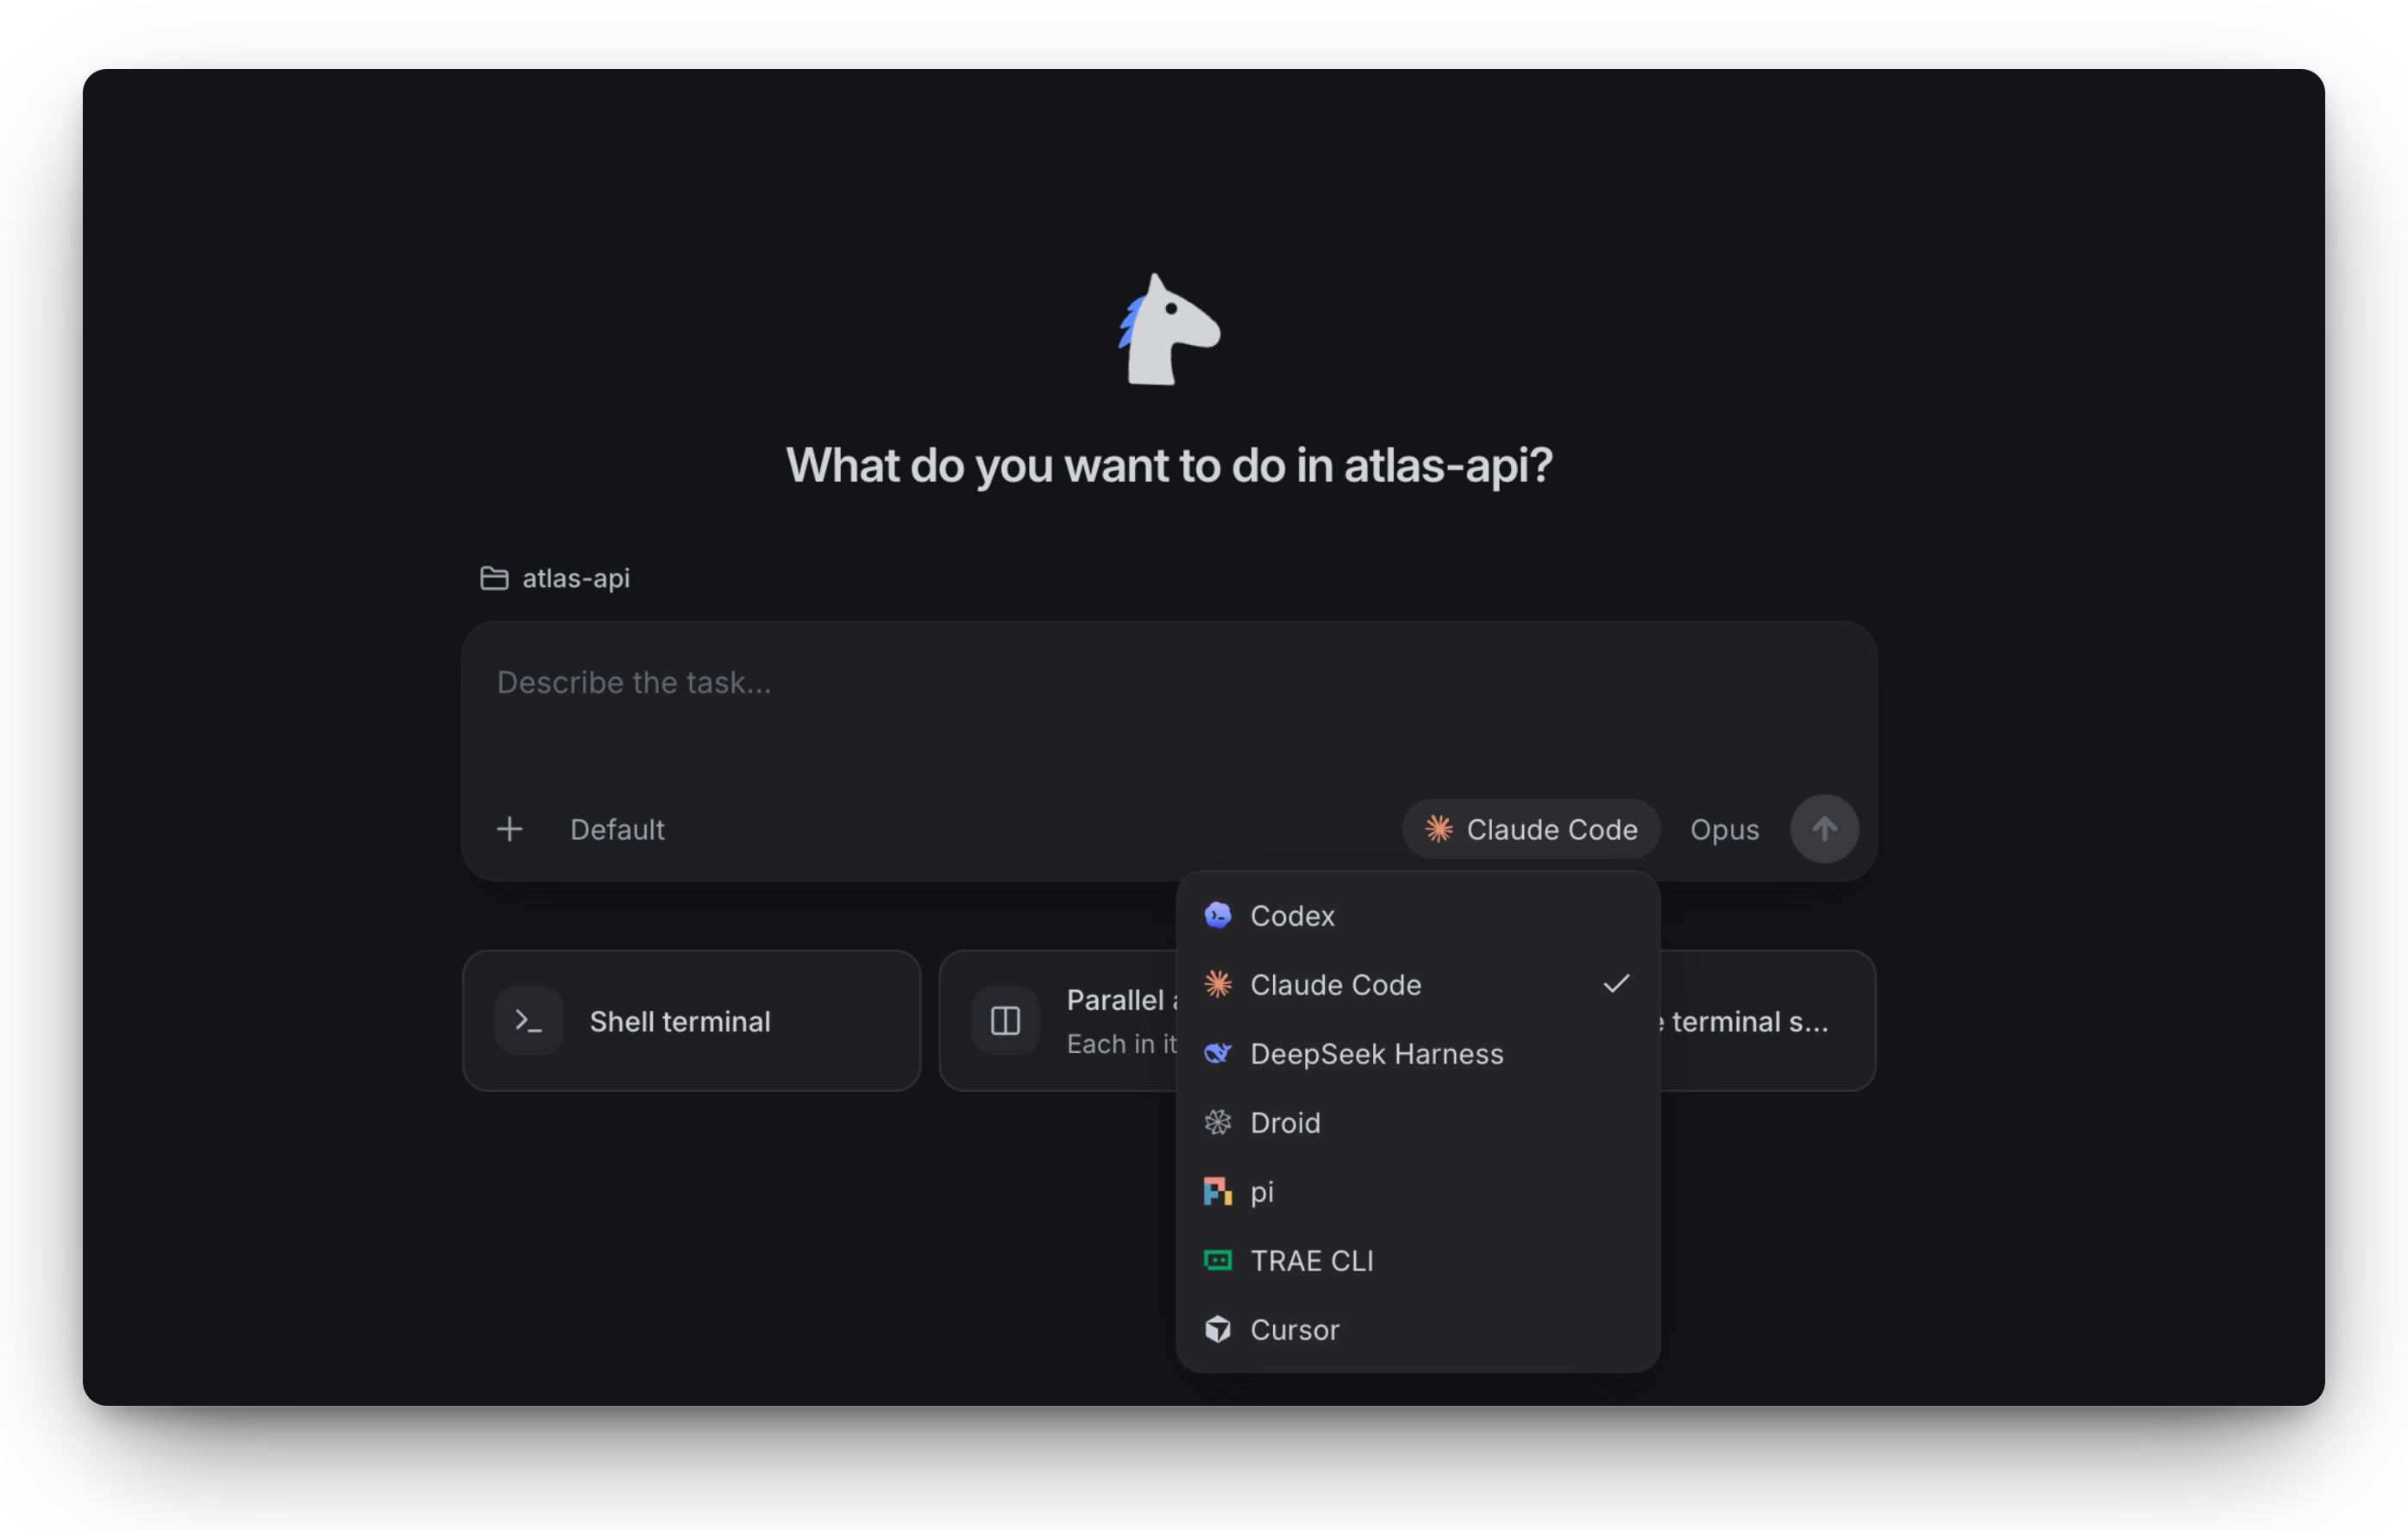 What do you want to do in atlas-api?
atlas-api
Describe the task...
Default
Claude Code
Opus
Codex
Claude Code
DeepSeek Harness
Droid
pi
TRAE CLI
Cursor
Shell terminal
Parallel
Each in
terminal s...